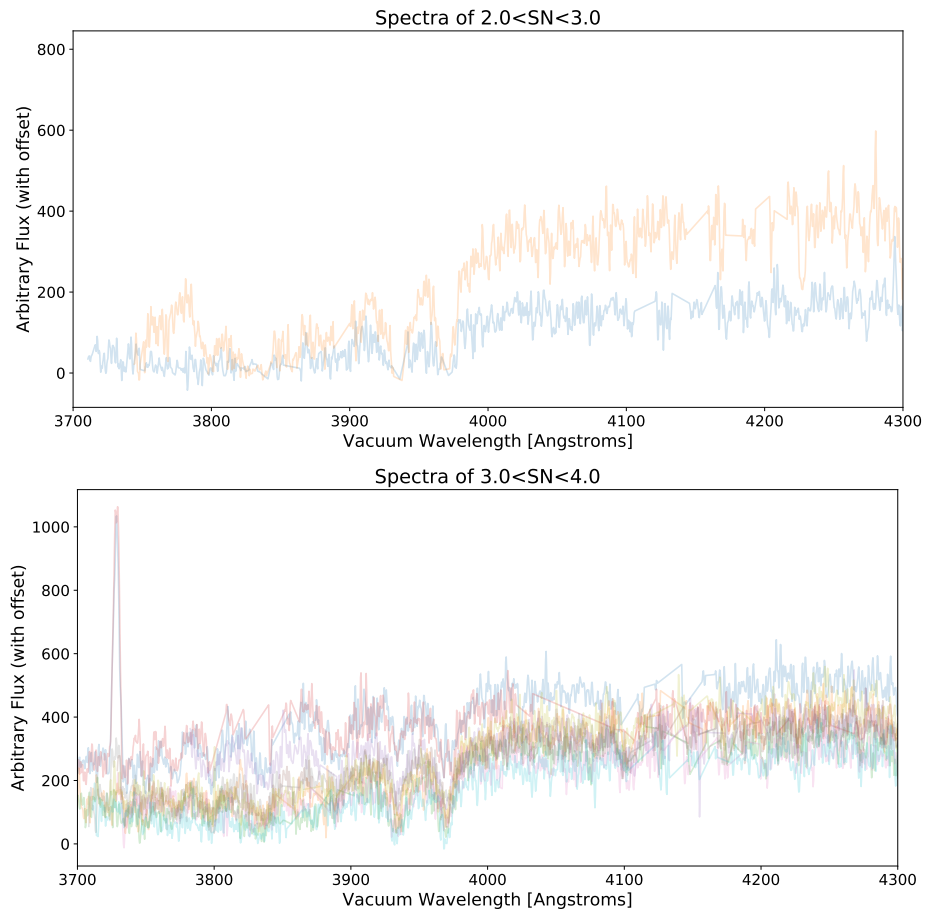 Spectra of 2.0<SN<3.0
800
600
400
200
0
Arbitrary Flux (with offset)
3700 3800 3900 4000 4100 4200 4300
Vacuum Wavelength [Angstroms]
Spectra of 3.0<SN<4.0
1000
800
600
400
200
0
Arbitrary Flux (with offset)
3700 3800 3900 4000 4100 4200 4300
Vacuum Wavelength [Angstroms]